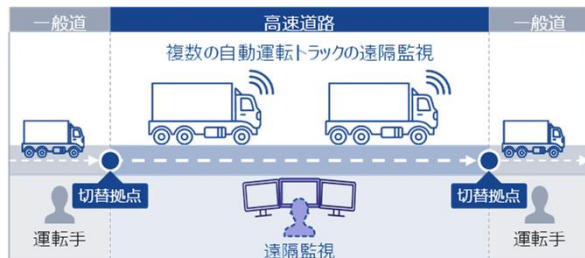 一般道
高速道路
一般道
複数の自動運転トラックの遠隔監視
切替拠点
切替拠点
運転手
遠隔監視
運転手